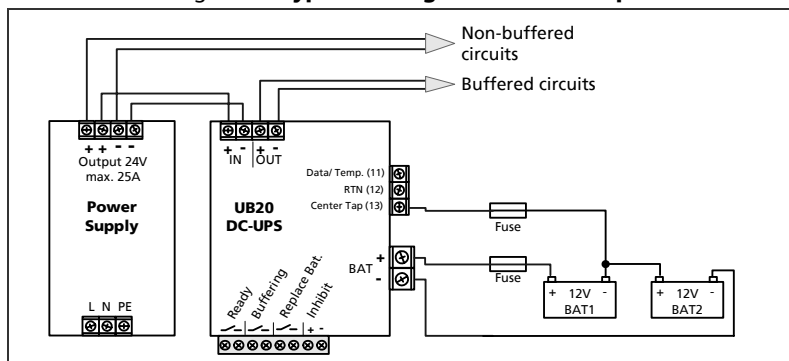 Non-buffered
circuits
Buffered circuits
+ + - -
Output 24V
max. 25A
Power
Supply
L N PE
+ - + -
IN OUT
UB20
DC-UPS
Data/ Temp. (11)
RTN (12)
Center Tap (13)
BAT + -
Ready
Buffering
Replace Bat.
Inhibit
+ -
Fuse
Fuse
+ 12V -
BAT1
+ 12V -
BAT2